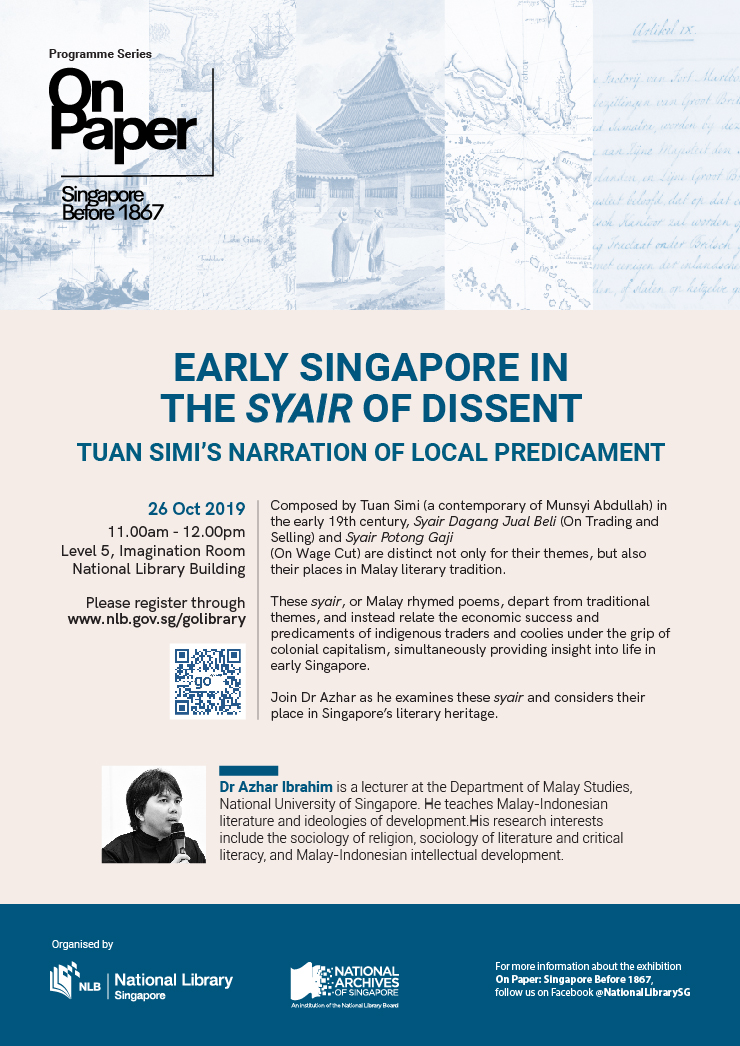 Programme Series
On
Paper
Singapore
Before 1867
Artikel IX.
EARLY SINGAPORE IN
THE SYAIR OF DISSENT
TUAN SIMI'S NARRATION OF LOCAL PREDICAMENT
26 Oct 2019
11.00am - 12.00pm
Level 5, Imagination Room
National Library Building
Please register through
www.nlb.gov.sg/golibrary
go
Composed by Tuan Simi (a contemporary of Munsyi Abdullah) in
the early 19th century, Syair Dagang Jual Beli (On Trading and
Selling) and Syair Potong Gaji
(On Wage Cut) are distinct not only for their themes, but also
their places in Malay literary tradition.
These syair, or Malay rhymed poems, depart from traditional
themes, and instead relate the economic success and
predicaments of indigenous traders and coolies under the grip of
colonial capitalism, simultaneously providing insight into life in
early Singapore.
Join Dr Azhar as he examines these syair and considers their
place in Singapore's literary heritage.
Dr Azhar Ibrahim is a lecturer at the Department of Malay Studies,
National University of Singapore. He teaches Malay-Indonesian
literature and ideologies of development.His research interests
include the sociology of religion, sociology of literature and critical
literacy, and Malay-Indonesian intellectual development.
Organised by
NLB
National Library
Singapore
NATIONAL
ARCHIVES
OF SINGAPORE
An institution of the National Library Board
For more information about the exhibition
On Paper: Singapore Before 1867,
follow us on Facebook @NationalLibrarySG